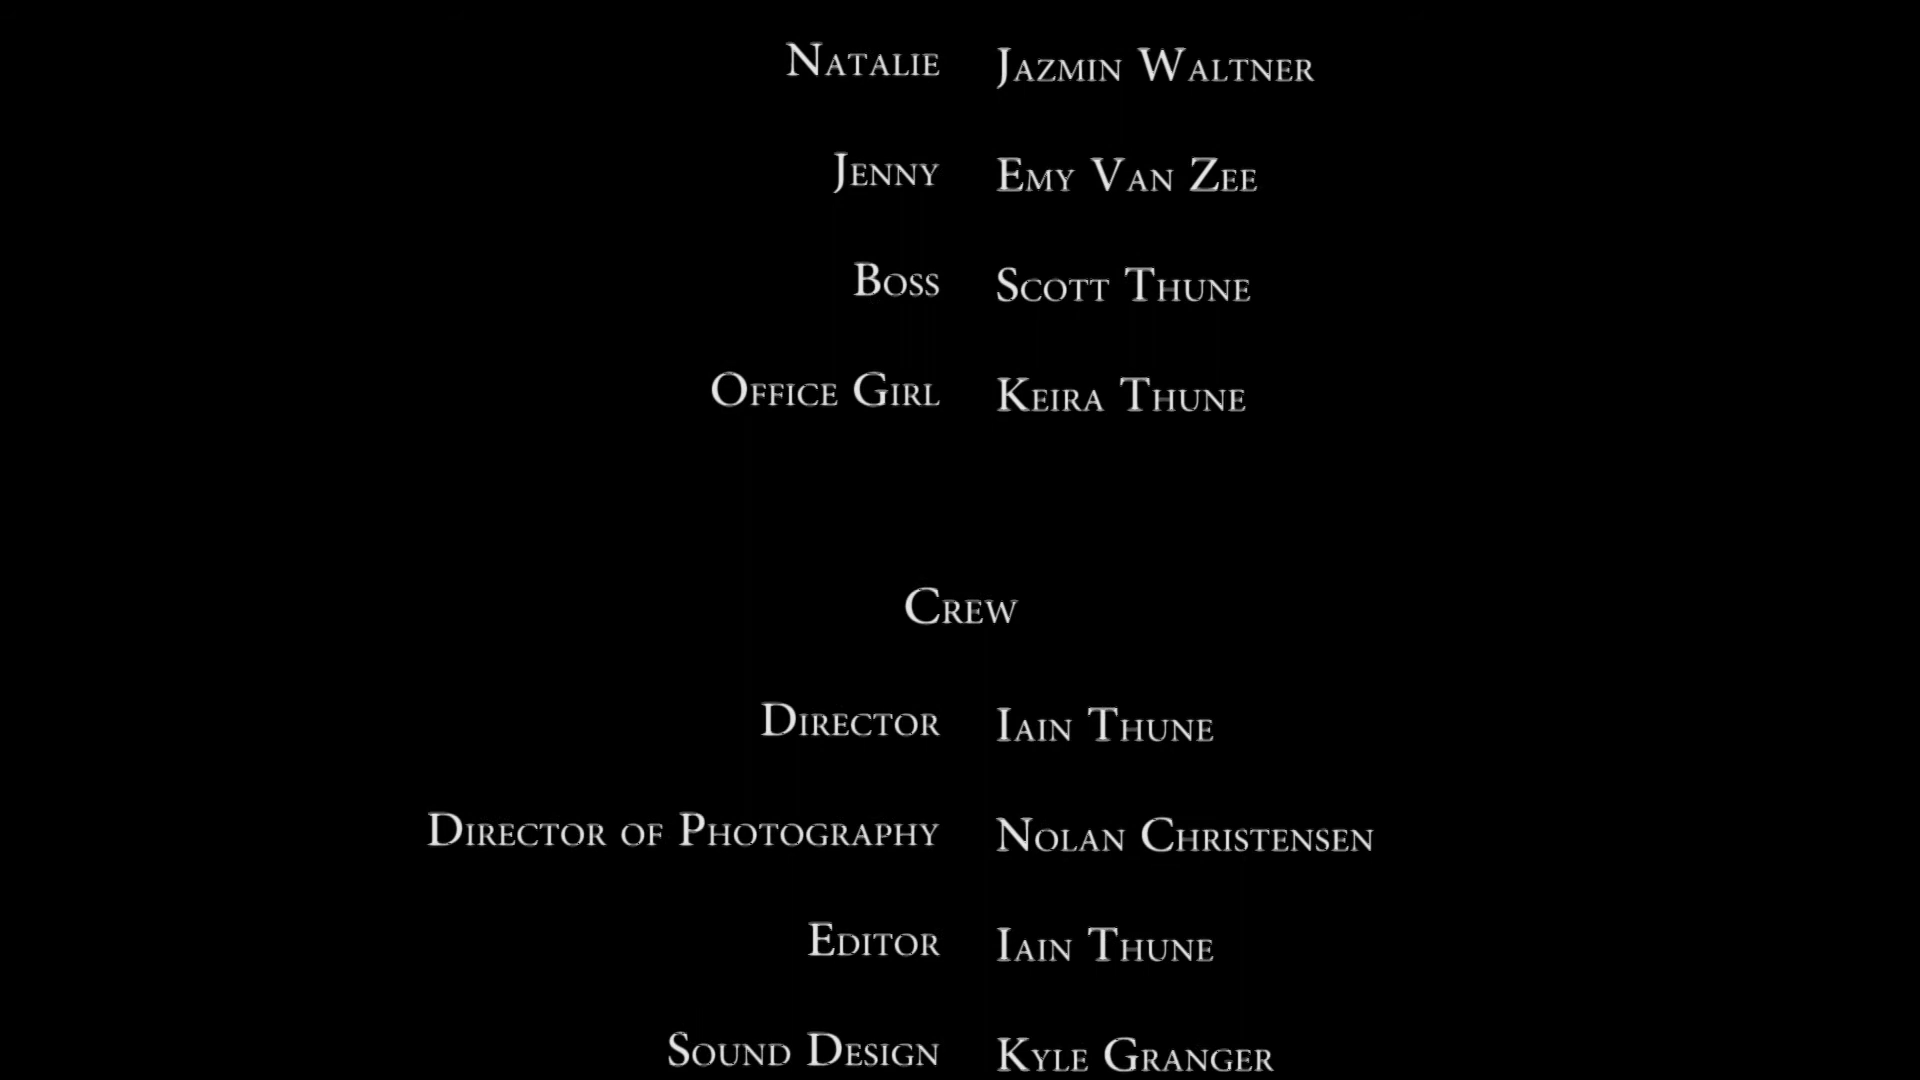 Natalie Jazmin Waltner
Jenny Emy Van Zee
Boss Scott Thune
Office Girl Keira Thune
Crew
Director Iain Thune
Director of Photography Nolan Christensen
Editor Iain Thune
Sound Design Kyle Granger